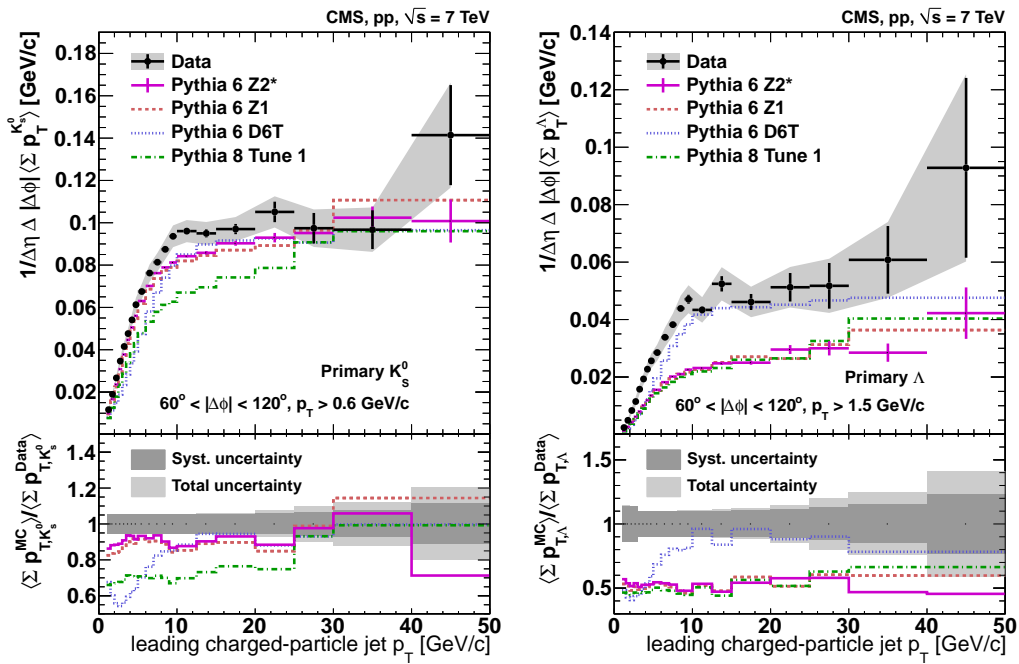 CMS, pp, √s = 7 TeV
1/Δη Δ |Δϕ| ⟨Σ p_T^{K_s^0}⟩ [GeV/c]
0.18
0.16
0.14
0.12
0.1
0.08
0.06
0.04
0.02
Data
Pythia 6 Z2*
Pythia 6 Z1
Pythia 6 D6T
Pythia 8 Tune 1
Primary K_S^0
60° < |Δϕ| < 120°, p_T > 0.6 GeV/c
⟨Σ p_{T,K_s^0}^{MC}⟩/⟨Σ p_{T,K_s^0}^{Data}⟩
1.4
1.2
1
0.8
0.6
Syst. uncertainty
Total uncertainty
0 10 20 30 40 50
leading charged-particle jet p_T [GeV/c]
CMS, pp, √s = 7 TeV
1/Δη Δ |Δϕ| ⟨Σ p_T^Λ⟩ [GeV/c]
0.14
0.12
0.1
0.08
0.06
0.04
0.02
Data
Pythia 6 Z2*
Pythia 6 Z1
Pythia 6 D6T
Pythia 8 Tune 1
Primary Λ
60° < |Δϕ| < 120°, p_T > 1.5 GeV/c
⟨Σ p_{T,Λ}^{MC}⟩/⟨Σ p_{T,Λ}^{Data}⟩
1.5
1
0.5
Syst. uncertainty
Total uncertainty
0 10 20 30 40 50
leading charged-particle jet p_T [GeV/c]